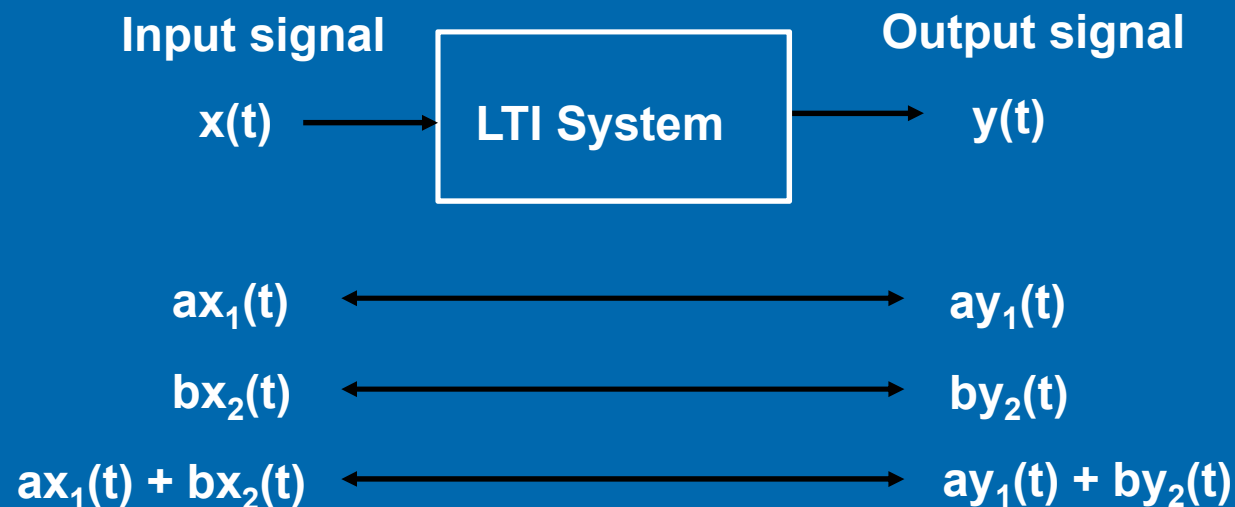 Input signal Output signal
x(t) LTI System y(t)
ax₁(t) ay₁(t)
bx₂(t) by₂(t)
ax₁(t) + bx₂(t) ay₁(t) + by₂(t)